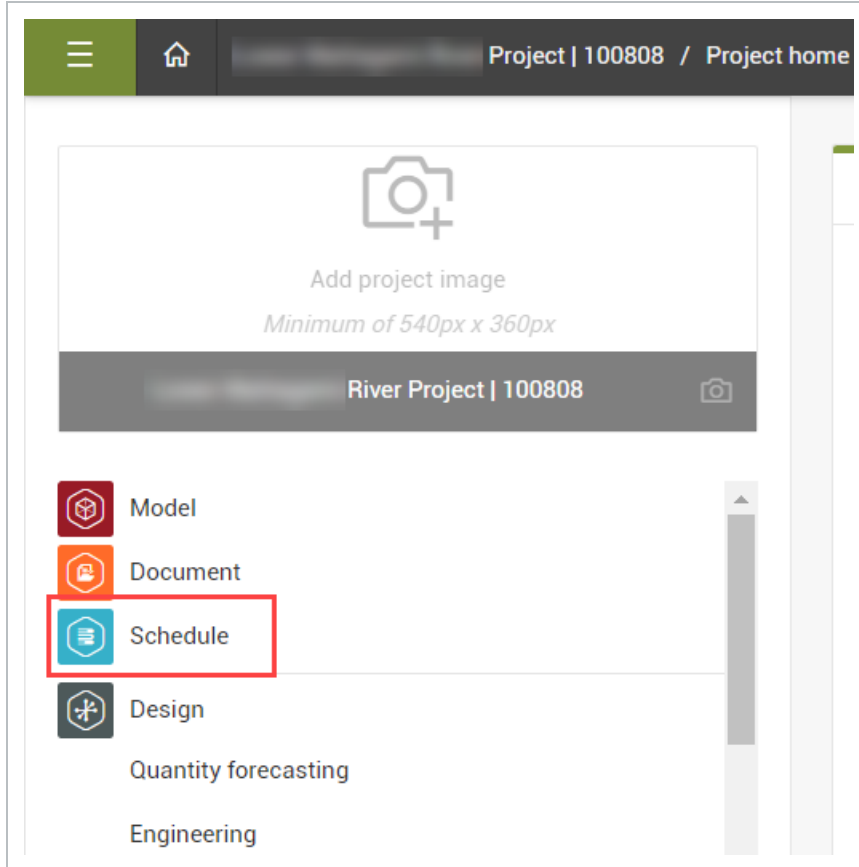 Project | 100808 / Project home
Add project image
Minimum of 540px x 360px
River Project | 100808
Model
Document
Schedule
Design
Quantity forecasting
Engineering